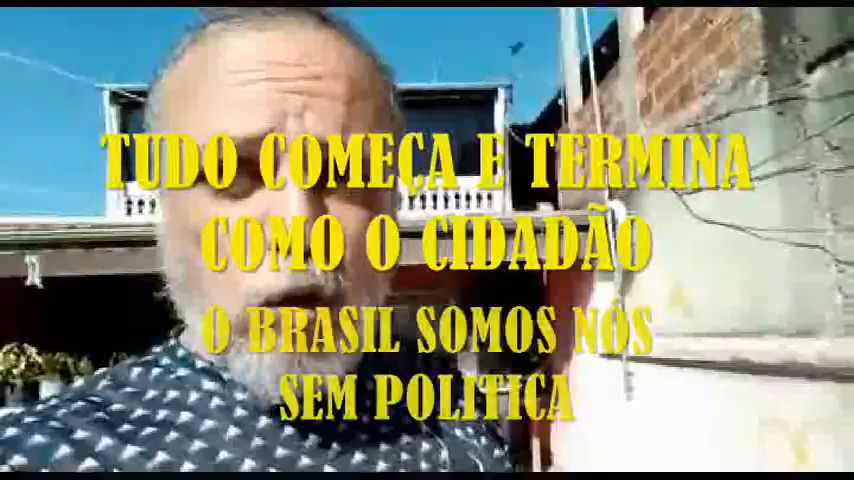 TUDO COMEÇA E TERMINA
COMO O CIDADÃO
O BRASIL SOMOS NÓS
SEM POLITICA